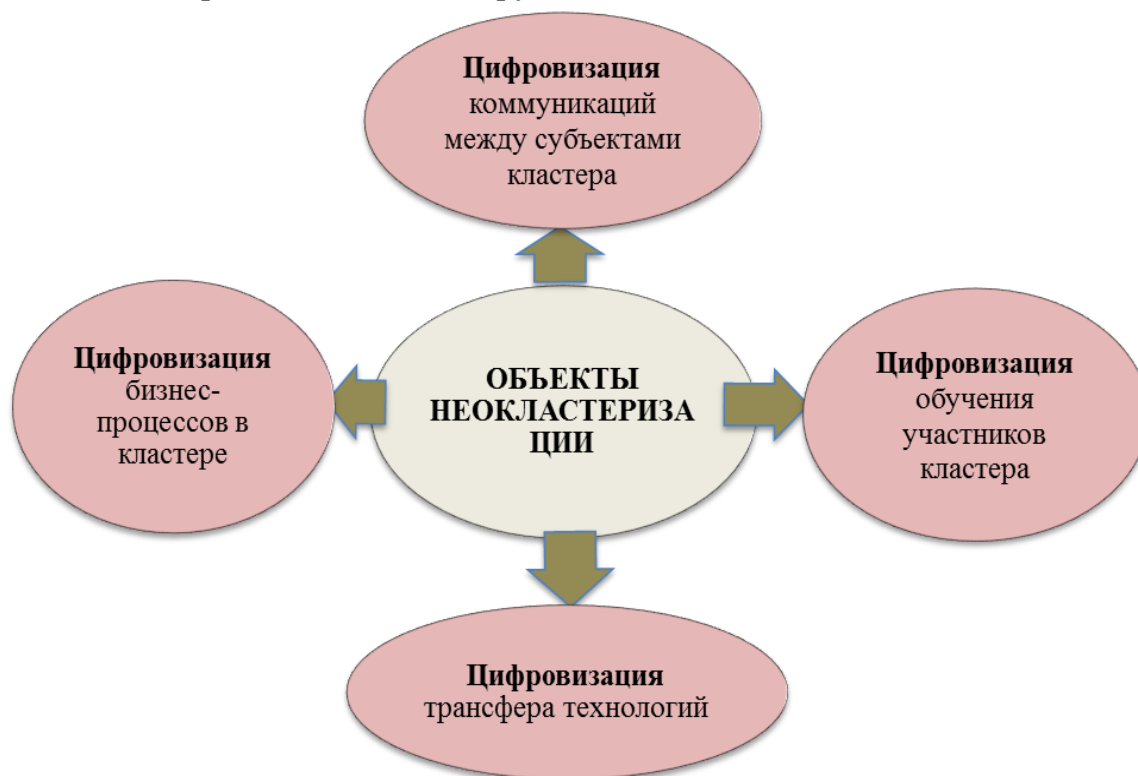 Цифровизация
коммуникаций
между субъектами
кластера
Цифровизация
бизнес-
процессов в
кластере
ОБЪЕКТЫ
НЕОКЛАСТЕРИЗА
ЦИИ
Цифровизация
обучения
участников
кластера
Цифровизация
трансфера технологий